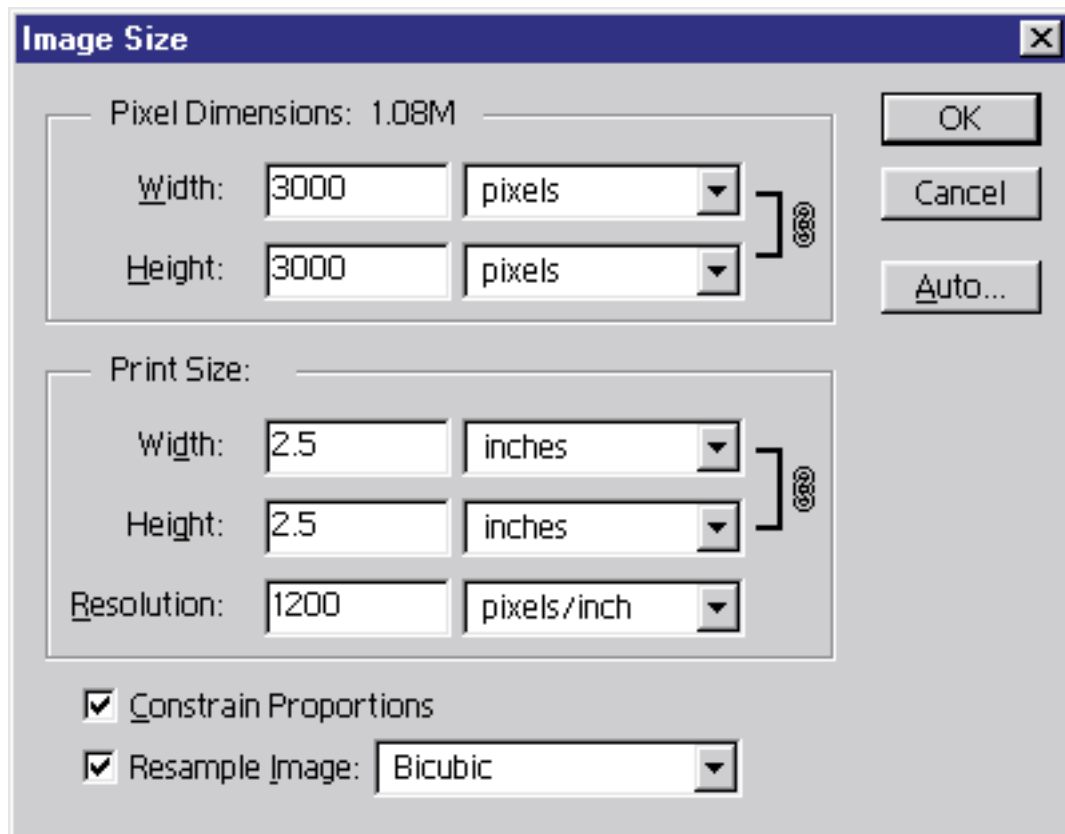 Image Size
Pixel Dimensions: 1.08M
OK
Width: 3000 pixels
Cancel
Height: 3000 pixels
Auto...
Print Size:
Width: 2.5 inches
Height: 2.5 inches
Resolution: 1200 pixels/inch
Constrain Proportions
Resample Image: Bicubic